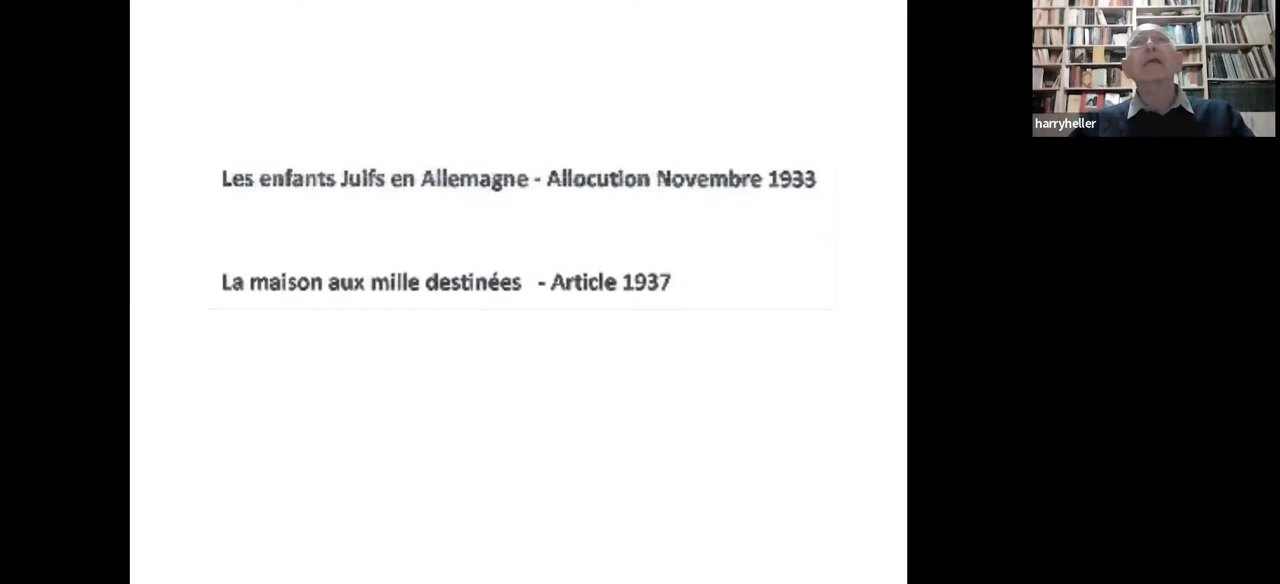 Les enfants Juifs en Allemagne - Allocution Novembre 1933
La maison aux mille destinées - Article 1937
harryheller